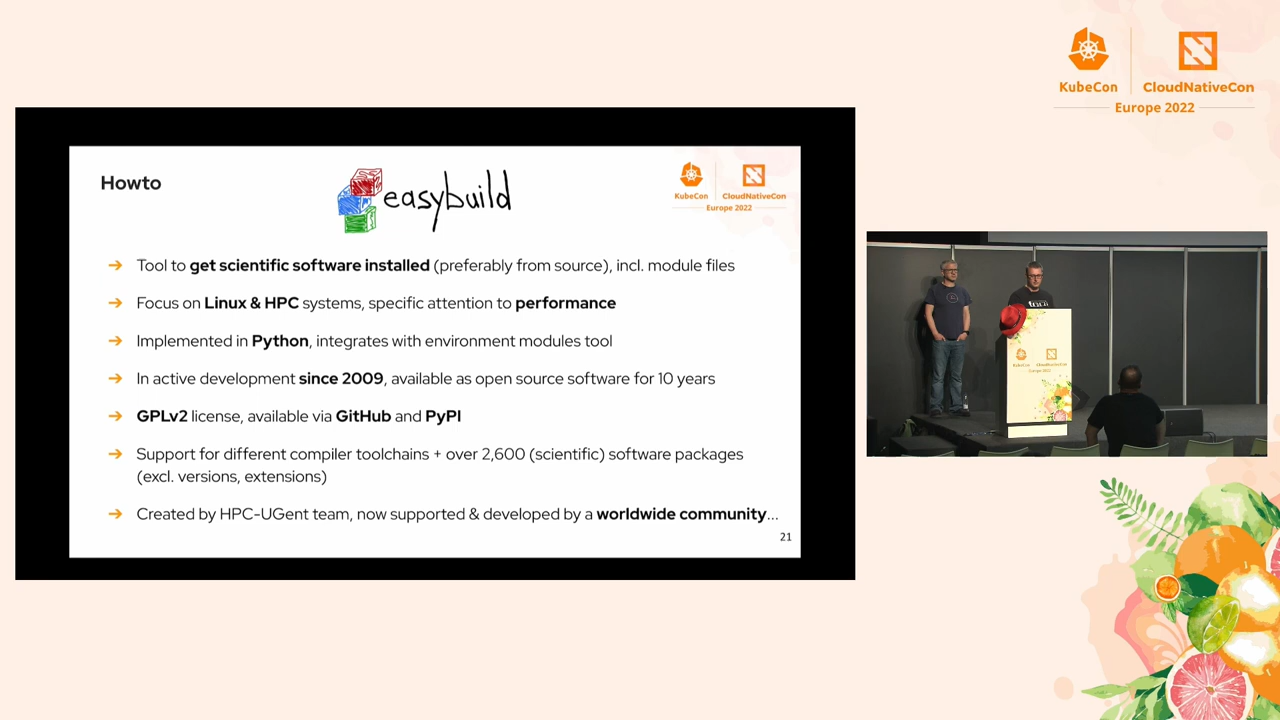 KubeCon
CloudNativeCon
Europe 2022
Howto
easybuild
KubeCon
CloudNativeCon
Europe 2022
➔ Tool to get scientific software installed (preferably from source), incl. module files
➔ Focus on Linux & HPC systems, specific attention to performance
➔ Implemented in Python, integrates with environment modules tool
➔ In active development since 2009, available as open source software for 10 years
➔ GPLv2 license, available via GitHub and PyPI
➔ Support for different compiler toolchains + over 2,600 (scientific) software packages
(excl. versions, extensions)
➔ Created by HPC-UGent team, now supported & developed by a worldwide community...
21